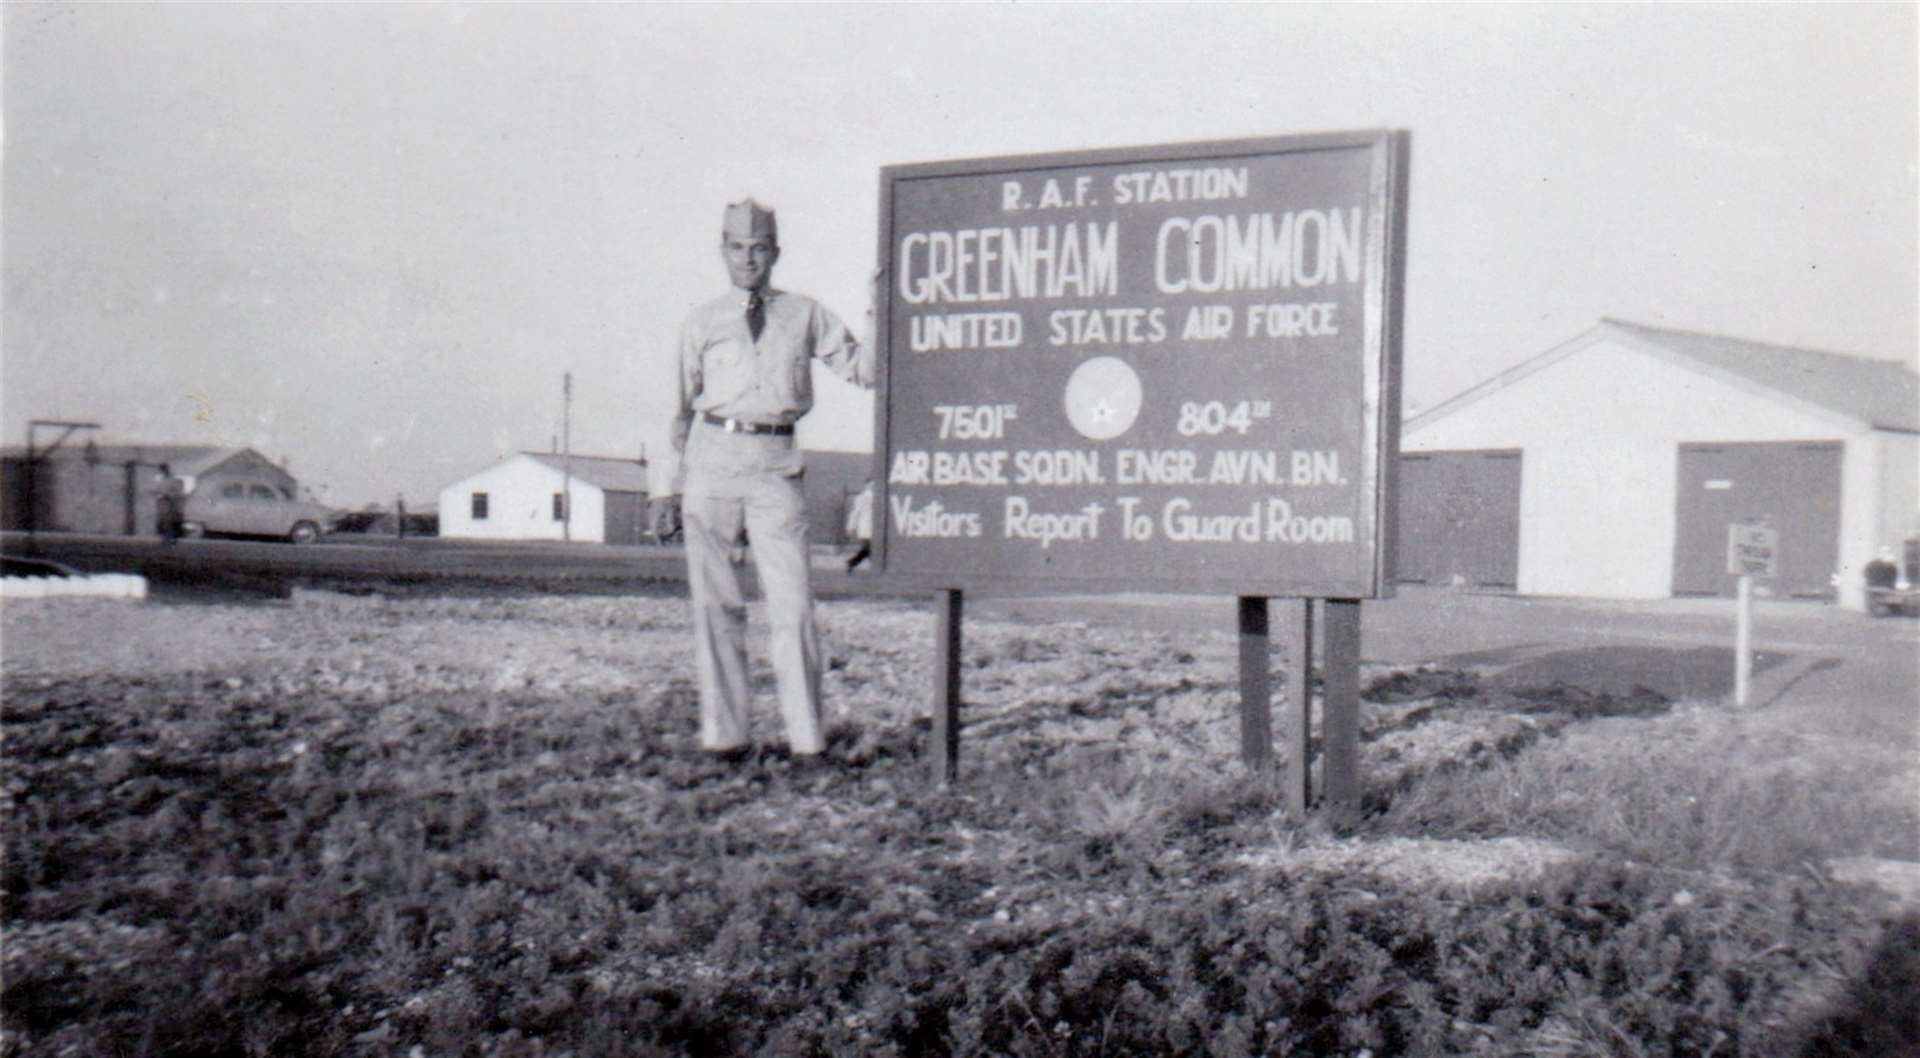 R.A.F. STATION
GREENHAM COMMON
UNITED STATES AIR FORCE
7501ST 804TH
AIR BASE SQDN. ENGR. AVN. BN.
Visitors Report To Guard Room
NO